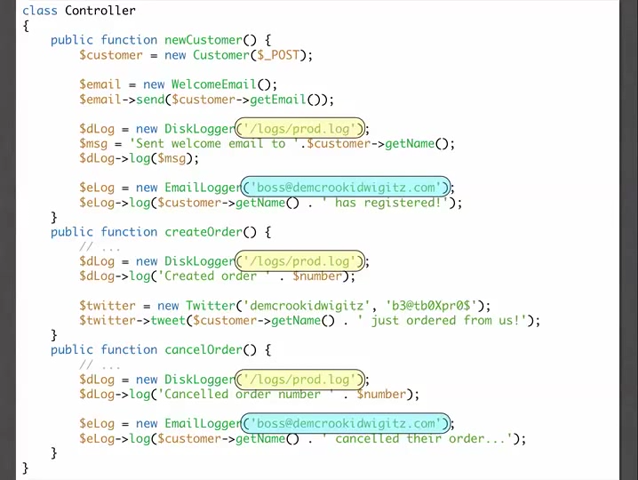 class Controller
{
public function newCustomer() {
$customer = new Customer($_POST);
$email = new WelcomeEmail();
$email->send($customer->getEmail());
$dLog = new DiskLogger('/logs/prod.log');
$msg = 'Sent welcome email to '.$customer->getName();
$dLog->log($msg);
$eLog = new EmailLogger('boss@demcrookidwigitz.com');
$eLog->log($customer->getName() . ' has registered!');
}
public function createOrder() {
// ...
$dLog = new DiskLogger('/logs/prod.log');
$dLog->log('Created order ' . $number);
$twitter = new Twitter('demcrookidwigitz', 'b3@tb0Xpr0$');
$twitter->tweet($customer->getName() . ' just ordered from us!');
}
public function cancelOrder() {
// ...
$dLog = new DiskLogger('/logs/prod.log');
$dLog->log('Cancelled order number ' . $number);
$eLog = new EmailLogger('boss@demcrookidwigitz.com');
$eLog->log($customer->getName() . ' cancelled their order...');
}
}